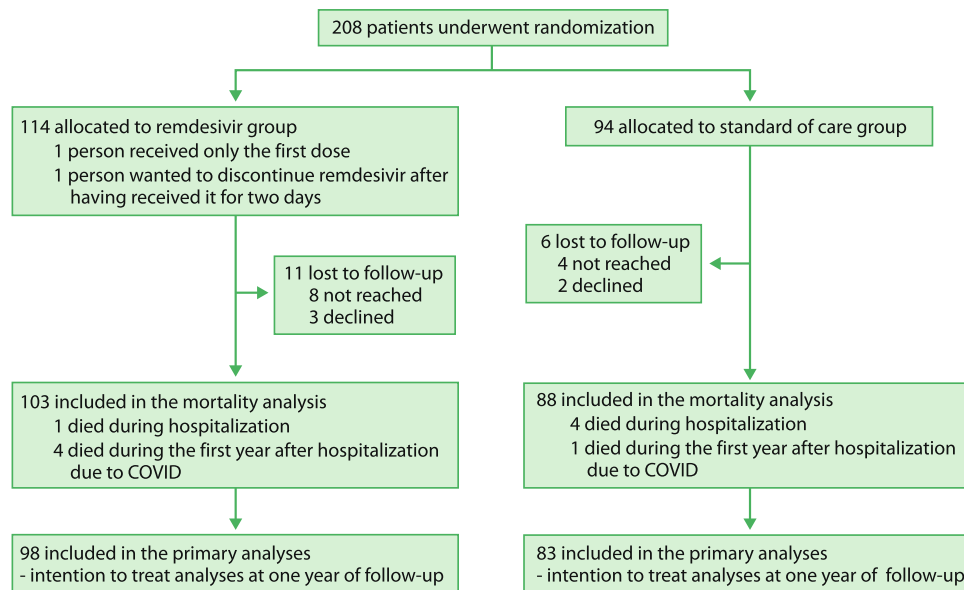 208 patients underwent randomization
114 allocated to remdesivir group
1 person received only the first dose
1 person wanted to discontinue remdesivir after
having received it for two days
94 allocated to standard of care group
11 lost to follow-up
8 not reached
3 declined
6 lost to follow-up
4 not reached
2 declined
103 included in the mortality analysis
1 died during hospitalization
4 died during the first year after hospitalization
due to COVID
88 included in the mortality analysis
4 died during hospitalization
1 died during the first year after hospitalization
due to COVID
98 included in the primary analyses
- intention to treat analyses at one year of follow-up
83 included in the primary analyses
- intention to treat analyses at one year of follow-up